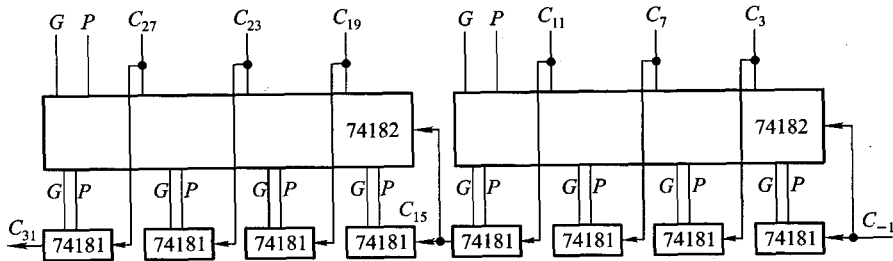 G P C₂₇ C₂₃ C₁₉ G P C₁₁ C₇ C₃
74182 74182
G P G P G P G P G P G P G P G P
C₃₁ C₁₅ C₋₁
74181 74181 74181 74181 74181 74181 74181 74181